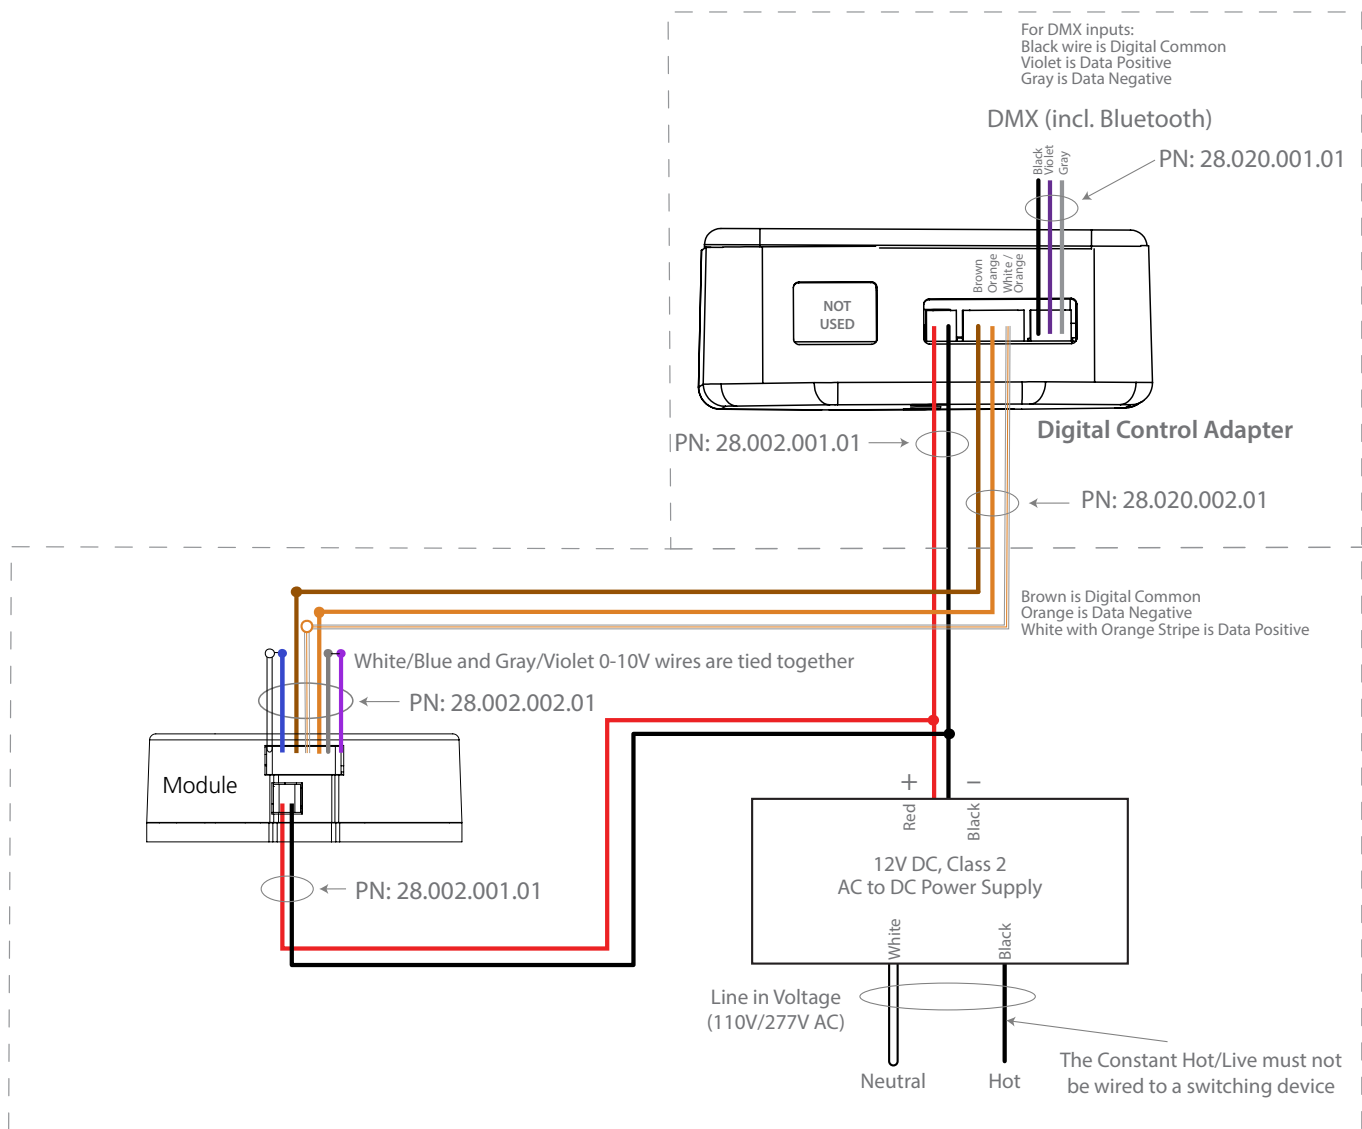 For DMX inputs:
Black wire is Digital Common
Violet is Data Positive
Gray is Data Negative
DMX (incl. Bluetooth)
PN: 28.020.001.01
Black
Violet
Gray
Brown
Orange
White /
Orange
NOT
USED
Digital Control Adapter
PN: 28.002.001.01
PN: 28.020.002.01
Brown is Digital Common
Orange is Data Negative
White with Orange Stripe is Data Positive
White/Blue and Gray/Violet 0-10V wires are tied together
PN: 28.002.002.01
Module
PN: 28.002.001.01
+
–
Red
Black
12V DC, Class 2
AC to DC Power Supply
White
Black
Line in Voltage
(110V/277V AC)
Neutral
Hot
The Constant Hot/Live must not
be wired to a switching device